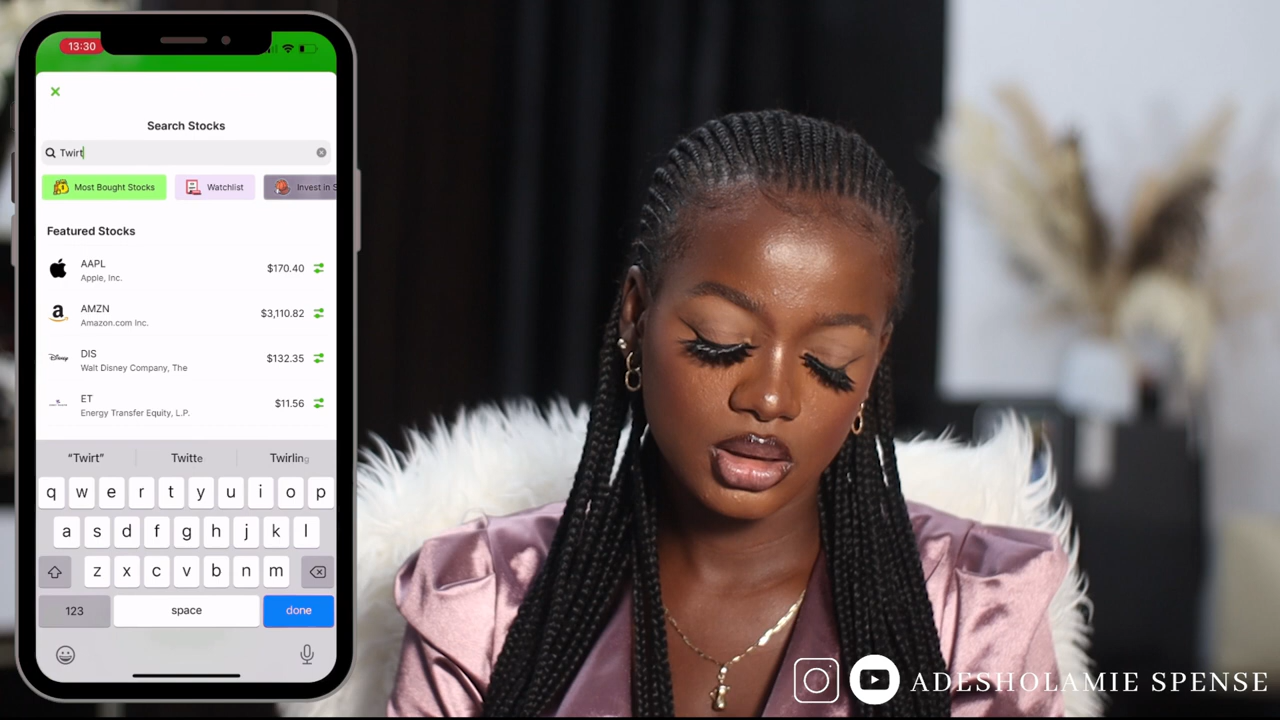 13:30
Search Stocks
Twirt
Most Bought Stocks
Watchlist
Invest in S
Featured Stocks
AAPL
Apple, Inc.
$170.40
AMZN
Amazon.com Inc.
$3,110.82
DIS
Walt Disney Company, The
$132.35
ET
Energy Transfer Equity, L.P.
$11.56
“Twirt” Twitte Twirling
q w e r t y u i o p
a s d f g h j k l
z x c v b n m
123 space done
ADESHOLAMIE SPENSE